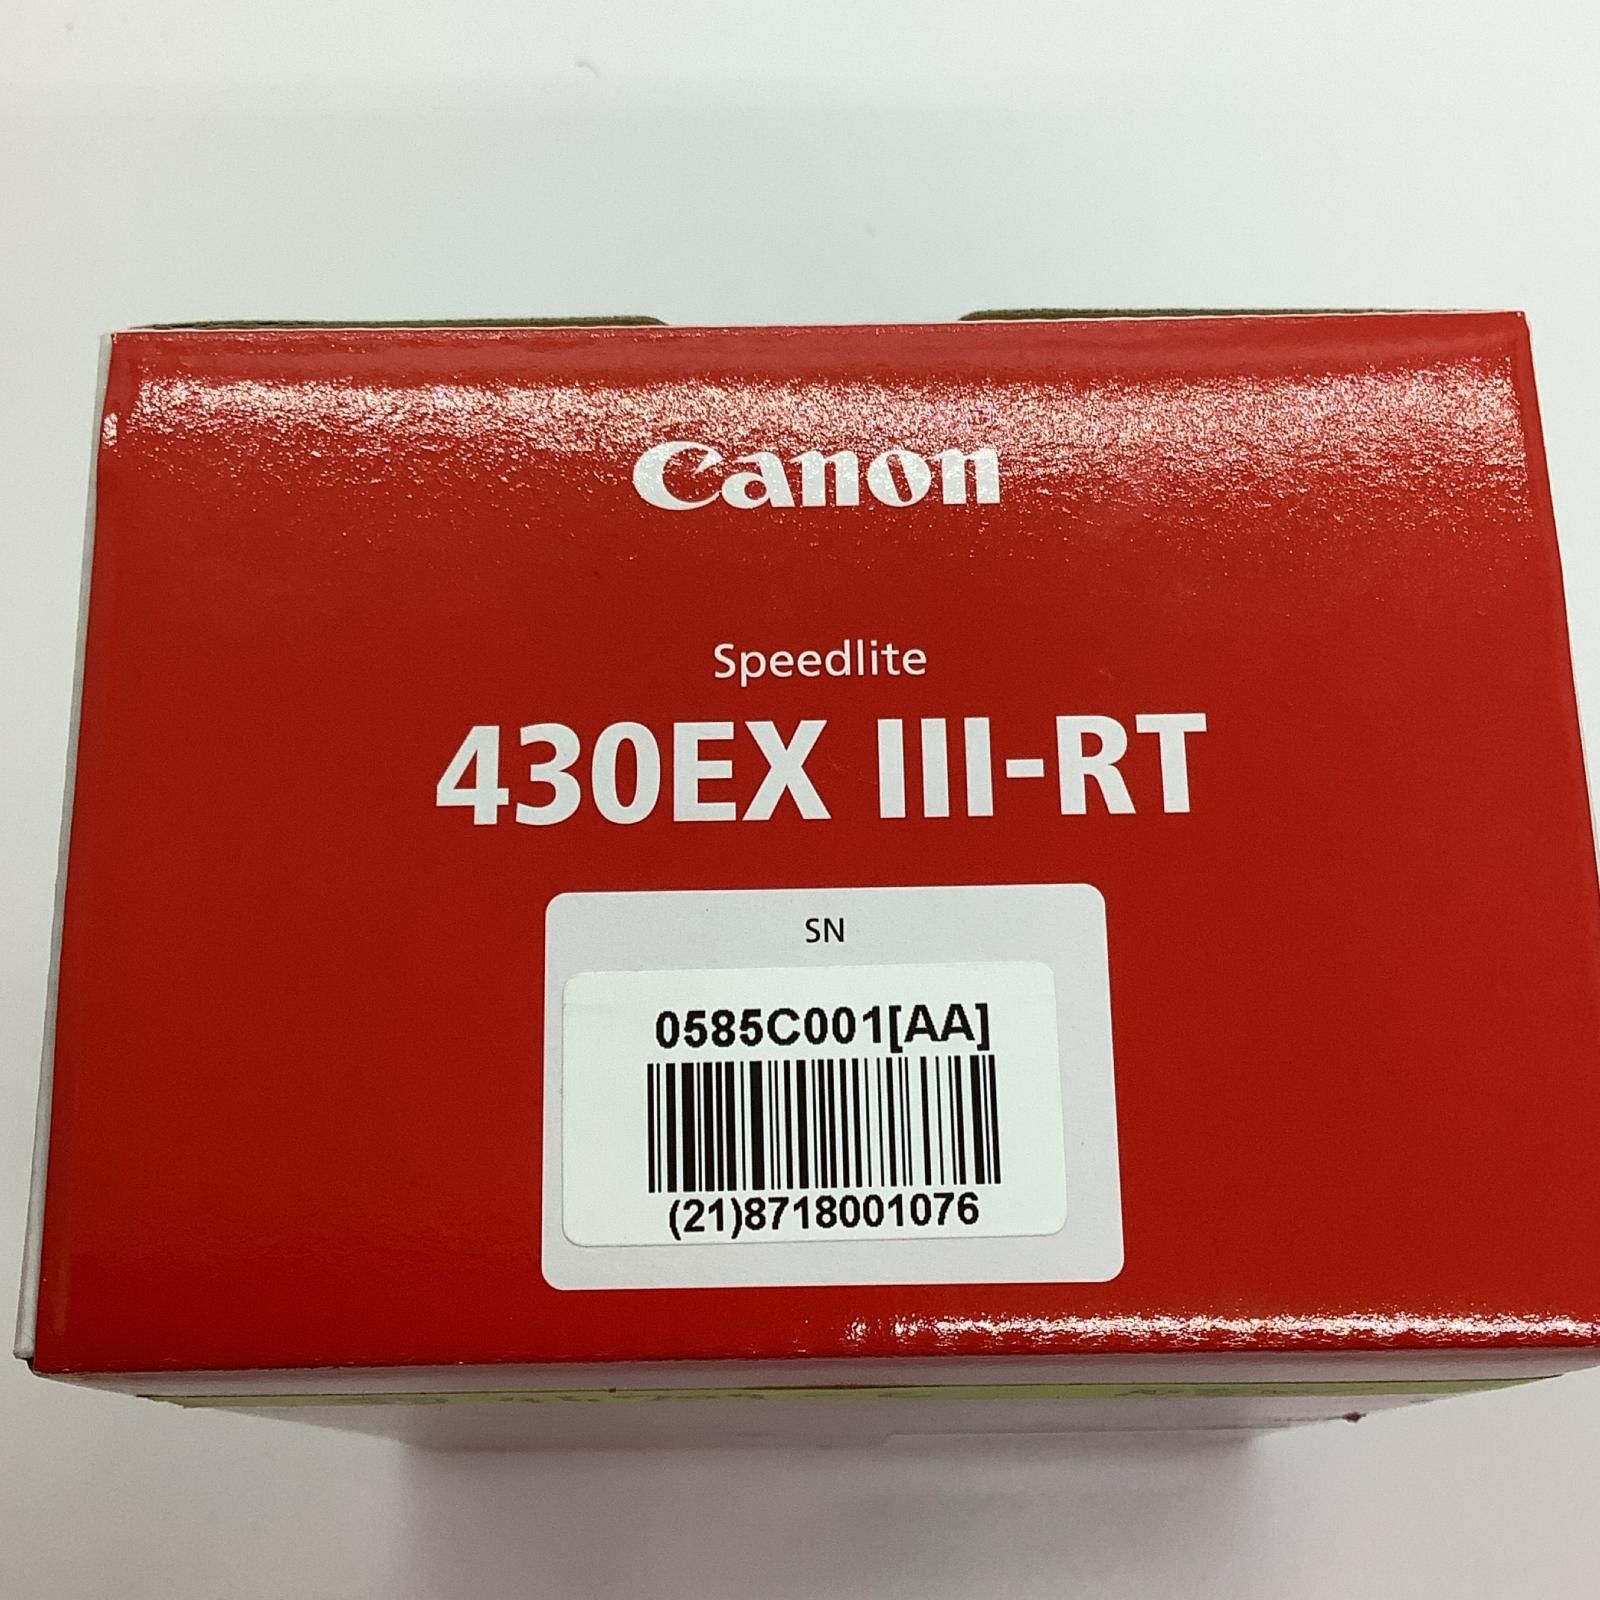 Canon
Speedlite
430EX III-RT
SN
0585C001[AA]
(21)8718001076